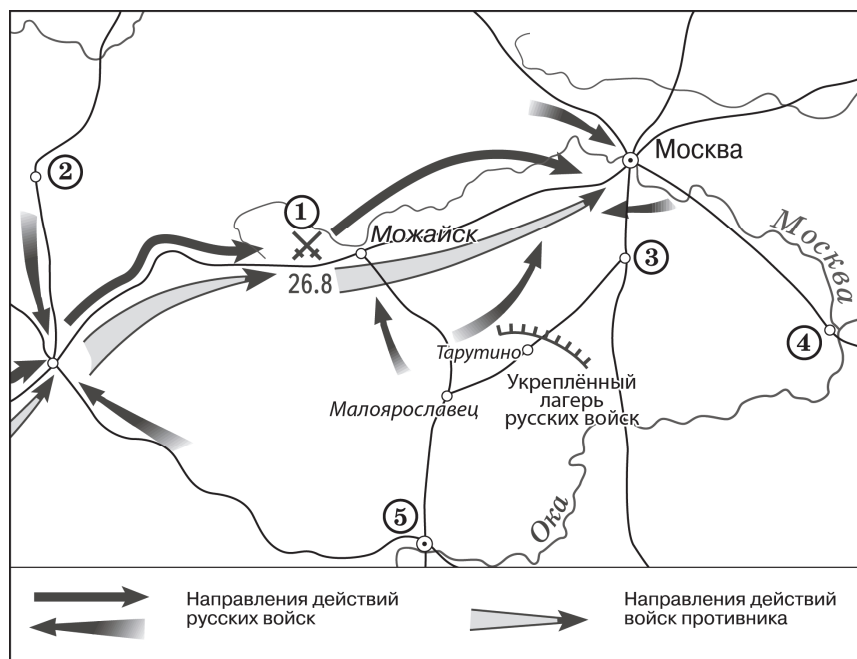 2
1
Москва
Можайск
26.8
Москва
3
4
Тарутино
Укреплённый
лагерь
русских войск
Малоярославец
5
Ока
Направления действий
русских войск
Направления действий
войск противника